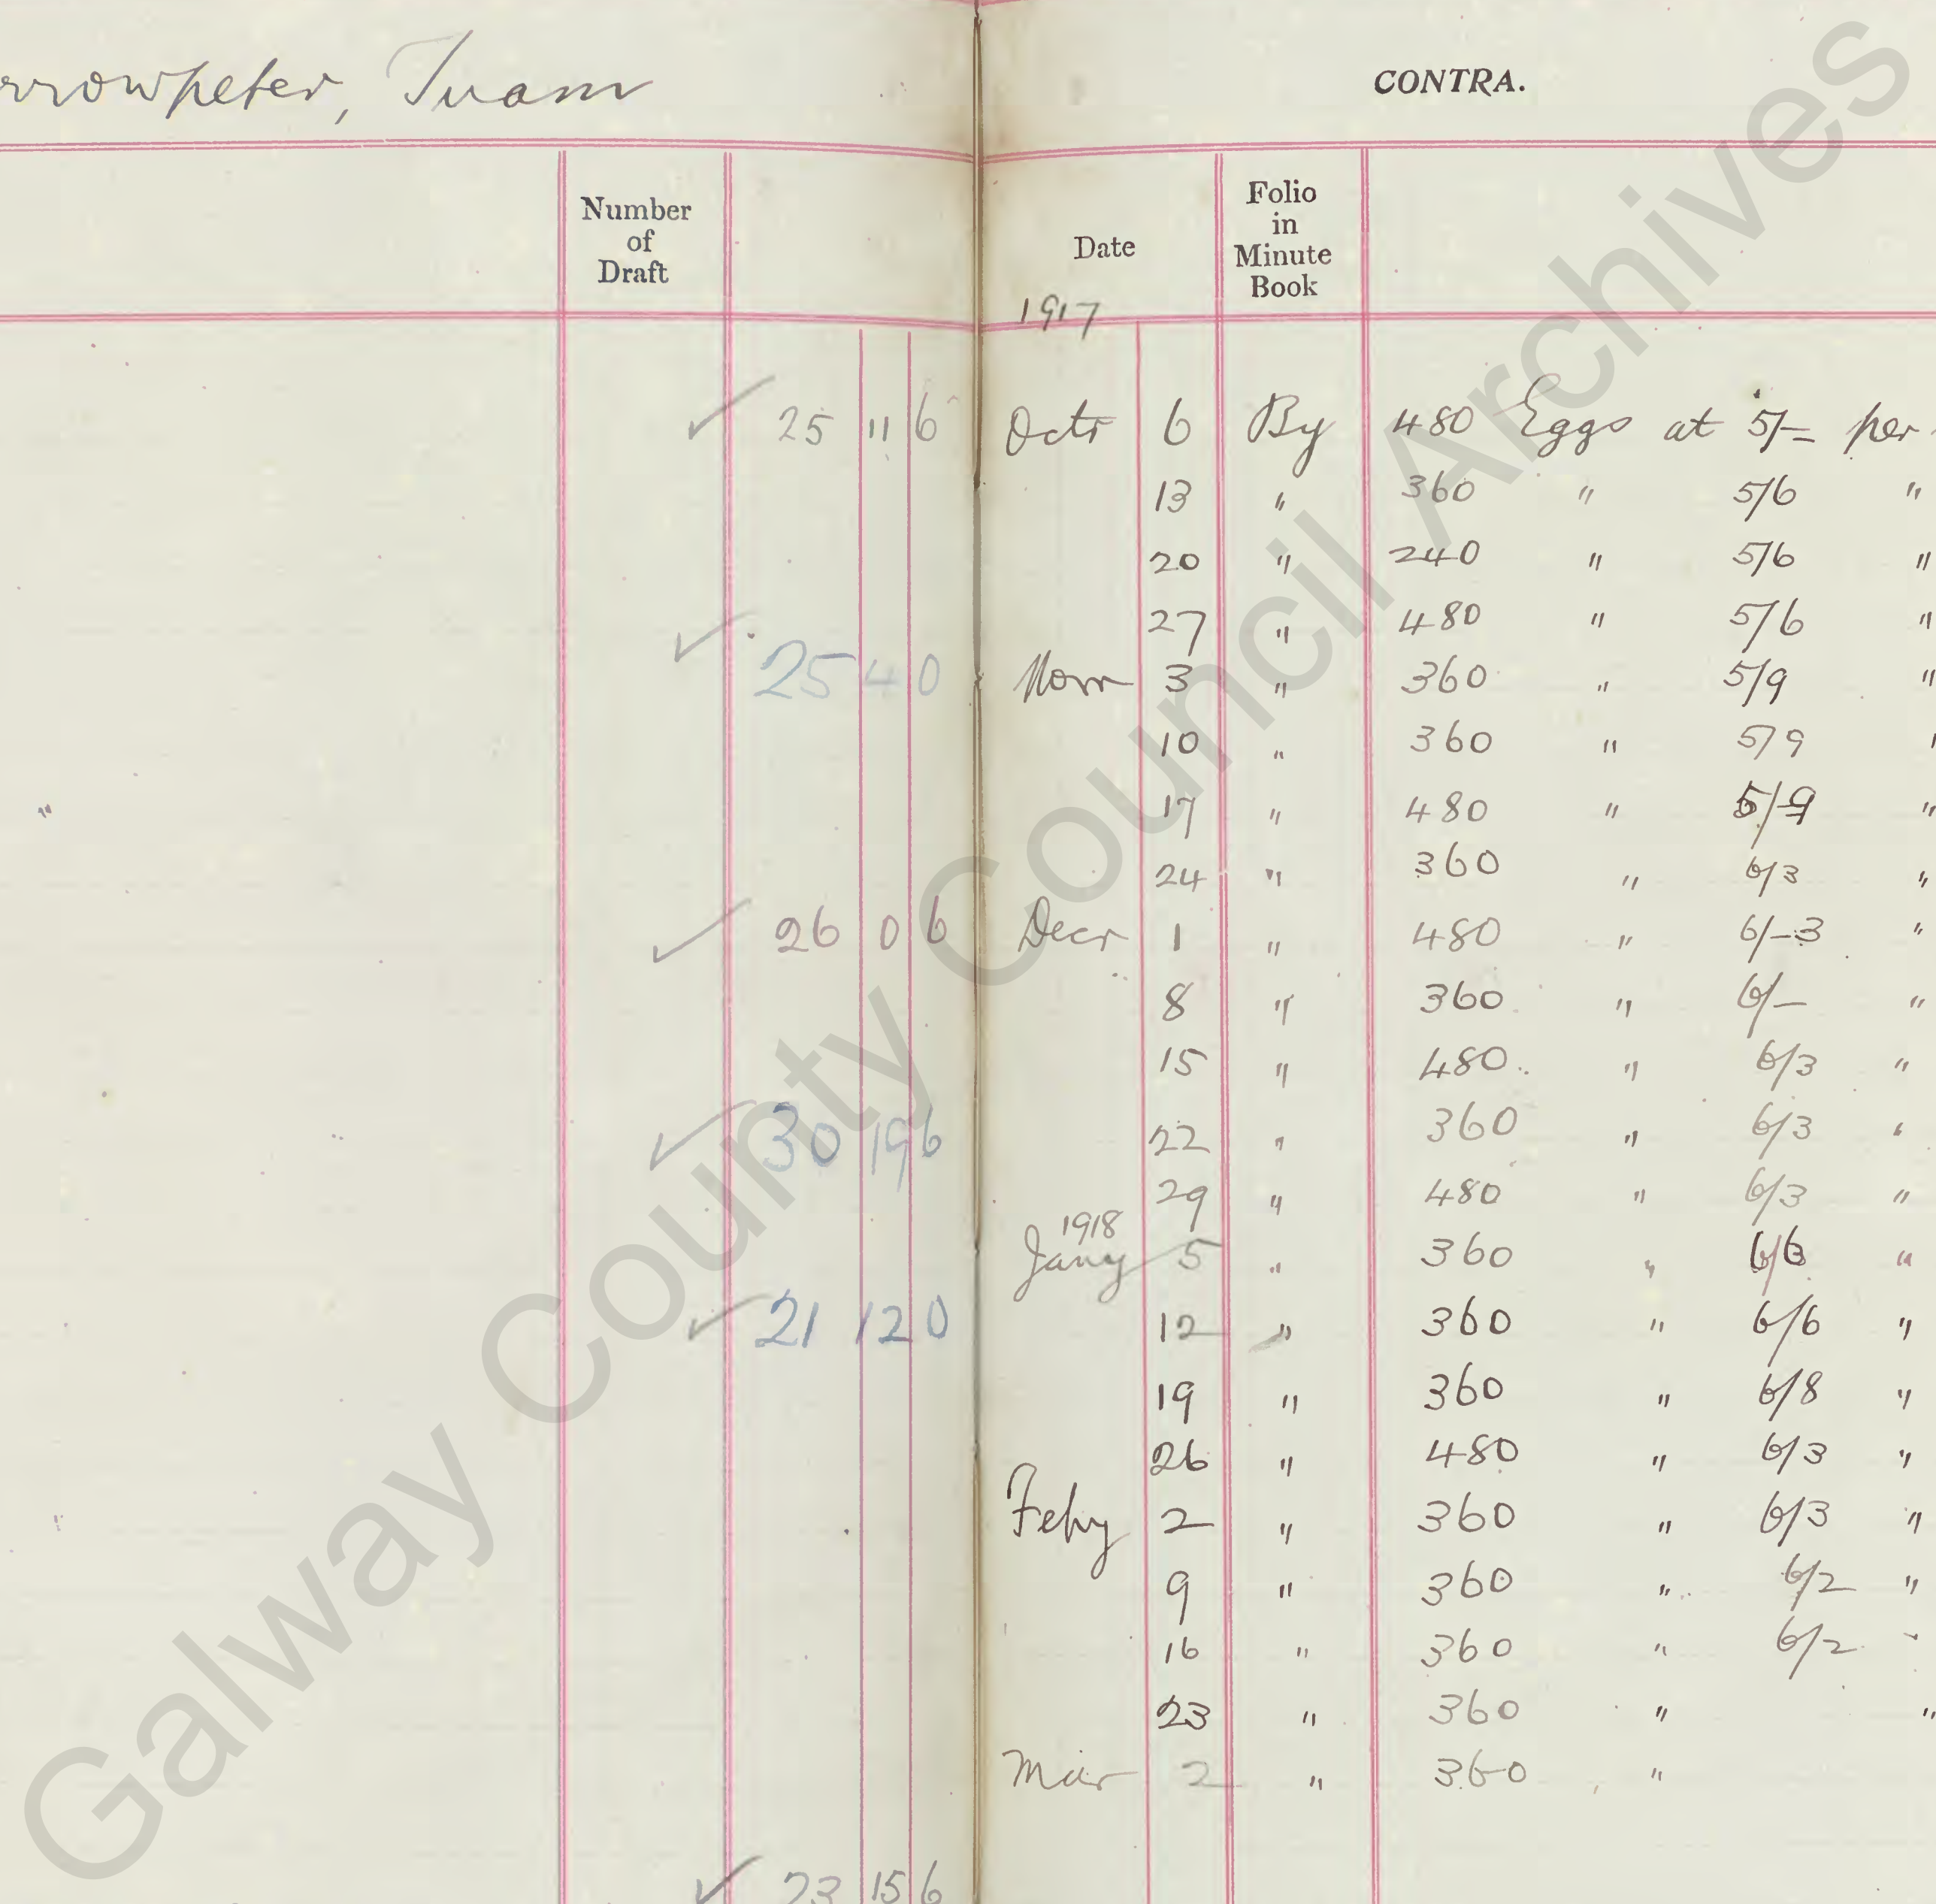 rrowpeter, Tuam
CONTRA.
Number
of
Draft
Date
Folio
in
Minute
Book
1917
✓ 25 11 6
✓ 25 4 0
"
✓ 26 0 6
✓ 30 19 6
✓ 21 12 0
"
✓ 23 15 6
Octr 6 By 480 Eggs at 5/- per
13 " 360 " 5/6 "
20 " 240 " 5/6 "
27 " 480 " 5/6 "
Novr 3 " 360 " 5/9 "
10 " 360 " 5/9 "
17 " 480 " 5/9 "
24 " 360 " 6/3 "
Decr 1 " 480 " 6/-3 "
8 " 360 " 6/- "
15 " 480 " 6/3 "
22 " 360 " 6/3 "
29 " 480 " 6/3 "
1918
Jany 5 " 360 " "
12 " 360 " 6/6 "
19 " 360 " 6/8 "
26 " 480 " 6/3 "
Feby 2 " 360 " 6/3 "
9 " 360 " 6/2 "
16 " 360 " 6/2 "
23 " 360 " "
Mar 2 " 360 "
Galway County Council Archives